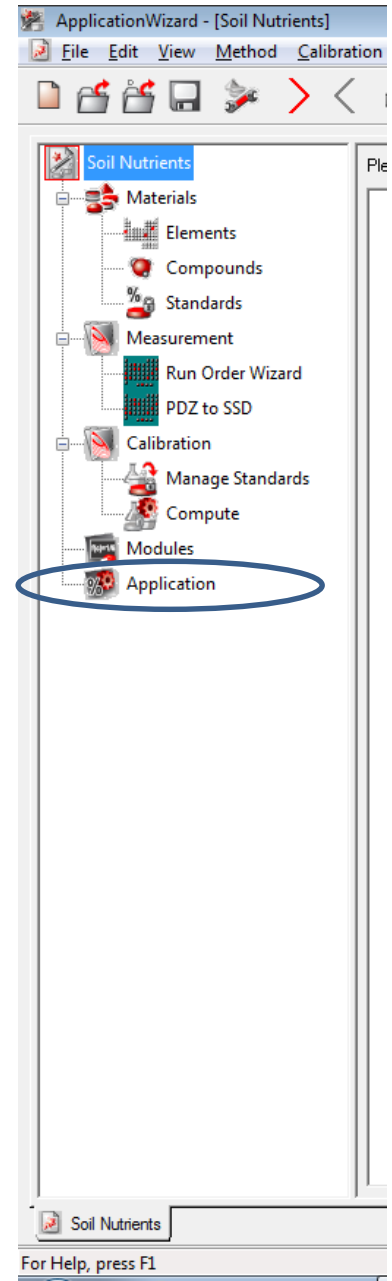 ApplicationWizard - [Soil Nutrients]
File Edit View Method Calibration
Soil Nutrients
Ple
Materials
Elements
Compounds
%
Standards
Measurement
Run Order Wizard
PDZ to SSD
Calibration
Manage Standards
Compute
Modules
%
Application
Soil Nutrients
For Help, press F1